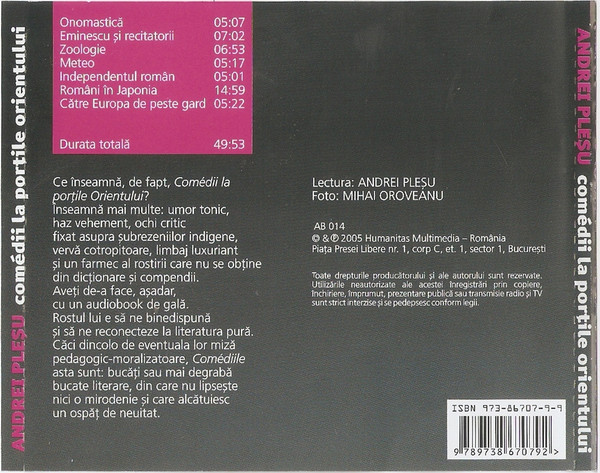 ANDREI PLEȘU comédii la porțile orientului
Onomastică 05:07
Eminescu și recitatorii 07:02
Zoologie 06:53
Meteo 05:17
Independentul român 05:01
Români în Japonia 14:59
Către Europa de peste gard 05:22
Durata totală 49:53
Ce înseamnă, de fapt, Comédii la
porțile Orientului?
Înseamnă mai multe: umor tonic,
haz vehement, ochi critic
fixat asupra șubrezeniilor indigene,
vervă cotropitoare, limbaj luxuriant
și un farmec al rostirii care nu se obține
din dicționare și compendii.
Aveți de-a face, așadar,
cu un audiobook de gală.
Rostul lui e să ne binedispună
și să ne reconecteze la literatura pură.
Căci dincolo de eventuala lor miză
pedagogic-moralizatoare, Comédiile
asta sunt: bucăți sau mai degrabă
bucate literare, din care nu lipsește
nici o mirodenie și care alcătuiesc
un ospăț de neuitat.
Lectura: ANDREI PLEȘU
Foto: MIHAI OROVEANU
AB 014
© & ℗ 2005 Humanitas Multimedia – România
Piața Presei Libere nr. 1, corp C, et. 1, sector 1, București
Toate drepturile producătorului și ale autorului sunt rezervate.
Utilizările neautorizate ale acestei înregistrări prin copiere,
închiriere, împrumut, prezentare publică sau transmisie radio și TV
sunt strict interzise și se pedepsesc conform legii.
ISBN 973-86707-9-9
9 789738 670792 >
ANDREI PLEȘU comédii la porțile orientului